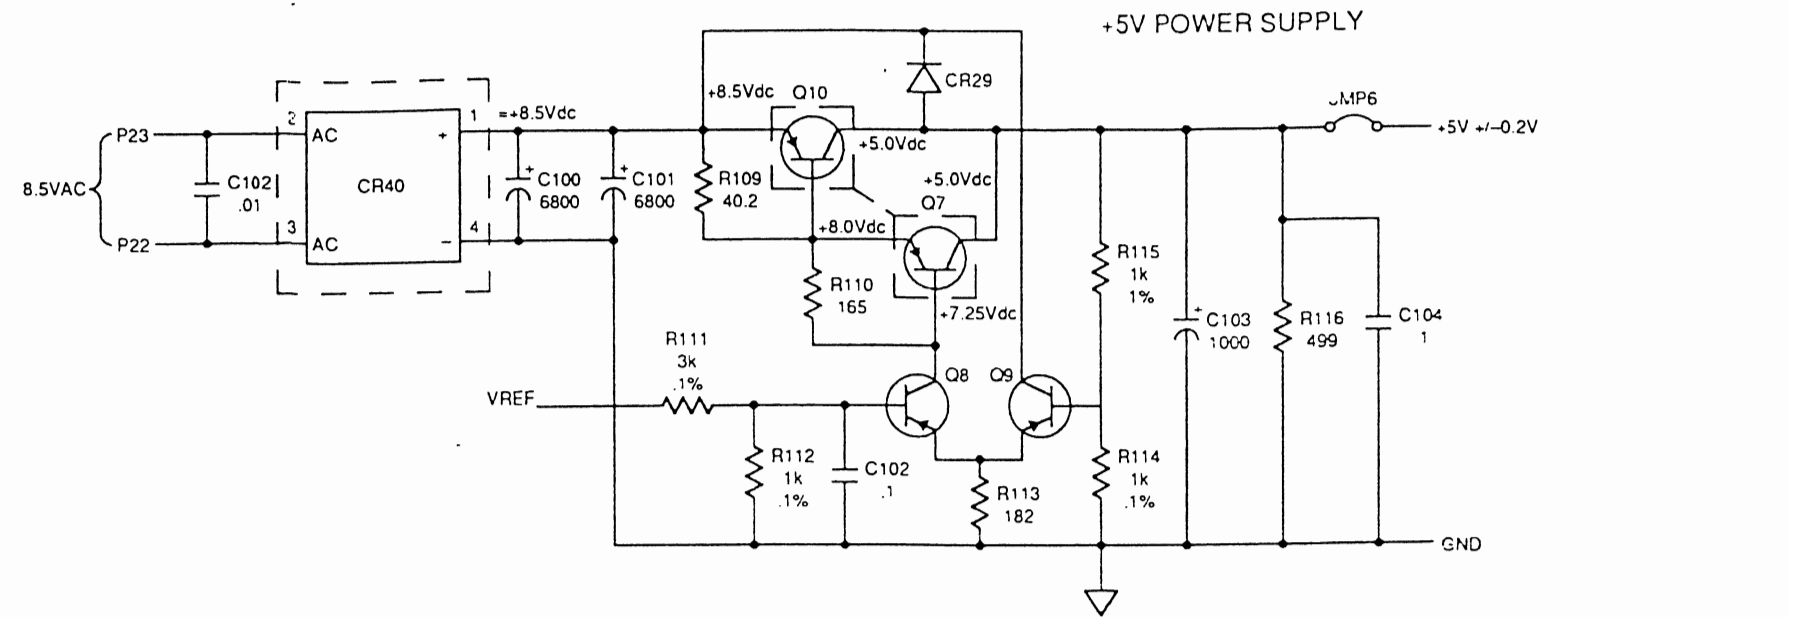 +5V POWER SUPPLY
8.5VAC
P23
P22
C102
.01
2
AC
3
AC
CR40
1
+
4
−
=+8.5Vdc
+
C100
6800
+
C101
6800
+8.5Vdc
Q10
R109
40.2
CR29
+5.0Vdc
+5.0Vdc
Q7
+8.0Vdc
R110
165
+7.25Vdc
VREF
R111
3k
.1%
R112
1k
.1%
C102
.1
Q8
Q9
R113
182
R115
1k
1%
R114
1k
.1%
+
C103
1000
R116
499
C104
1
MP6
+5V +/−0.2V
GND